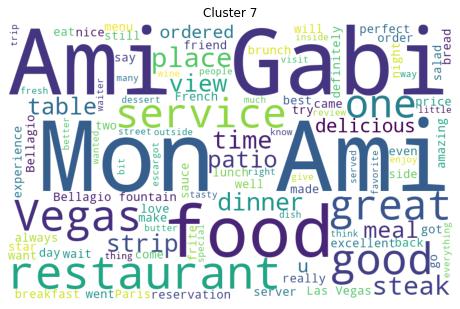 Cluster 7
trip eat nice menu still ordered friend
Ami Gabi
say place view
many wine people French dessert much
brunch will inside visit
definitely night perfect order
salad way bread
table service one
best try came price little
fresh waiter delicious
Bellagio experience better two
street outside time patio
know review even amazing
wanted
Mon Ami
bit escargot sauce lunch right well
tasty give made
served favorite enjoy side
Bellagio fountain dinner
Vegas food great
love make butter
always star want strip
frite special dish
meal got
think excellent back
day wait thing come
u really go everything
restaurant good
steak
breakfast went Paris reservation server Las Vegas